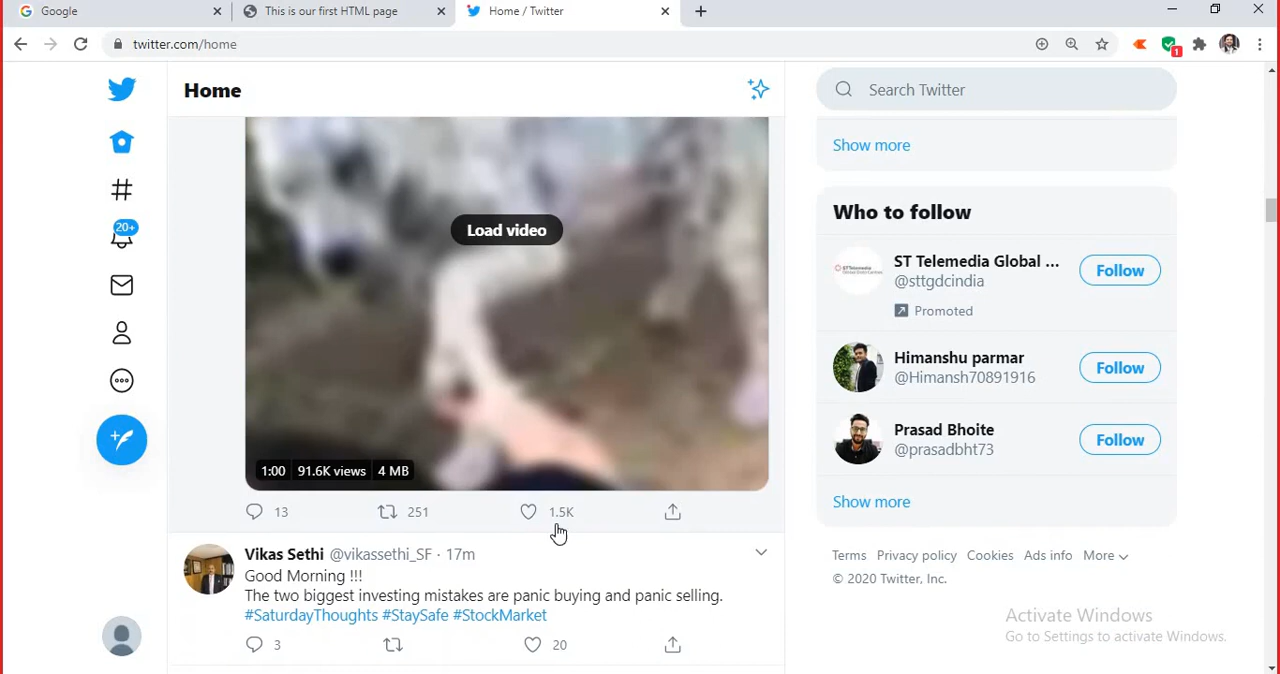 Google
This is our first HTML page
Home / Twitter
twitter.com/home
1
Home
Search Twitter
Show more
20+
Load video
Who to follow
ST Telemedia Global ...
@sttgdcindia
Promoted
Follow
Himanshu parmar
@Himansh70891916
Follow
Prasad Bhoite
@prasadbht73
Follow
Show more
1:00 91.6K views 4 MB
13 251 1.5K
Vikas Sethi @vikassethi_SF · 17m
Good Morning !!!
The two biggest investing mistakes are panic buying and panic selling.
#SaturdayThoughts #StaySafe #StockMarket
3 20
Terms Privacy policy Cookies Ads info More
© 2020 Twitter, Inc.
Activate Windows
Go to Settings to activate Windows.